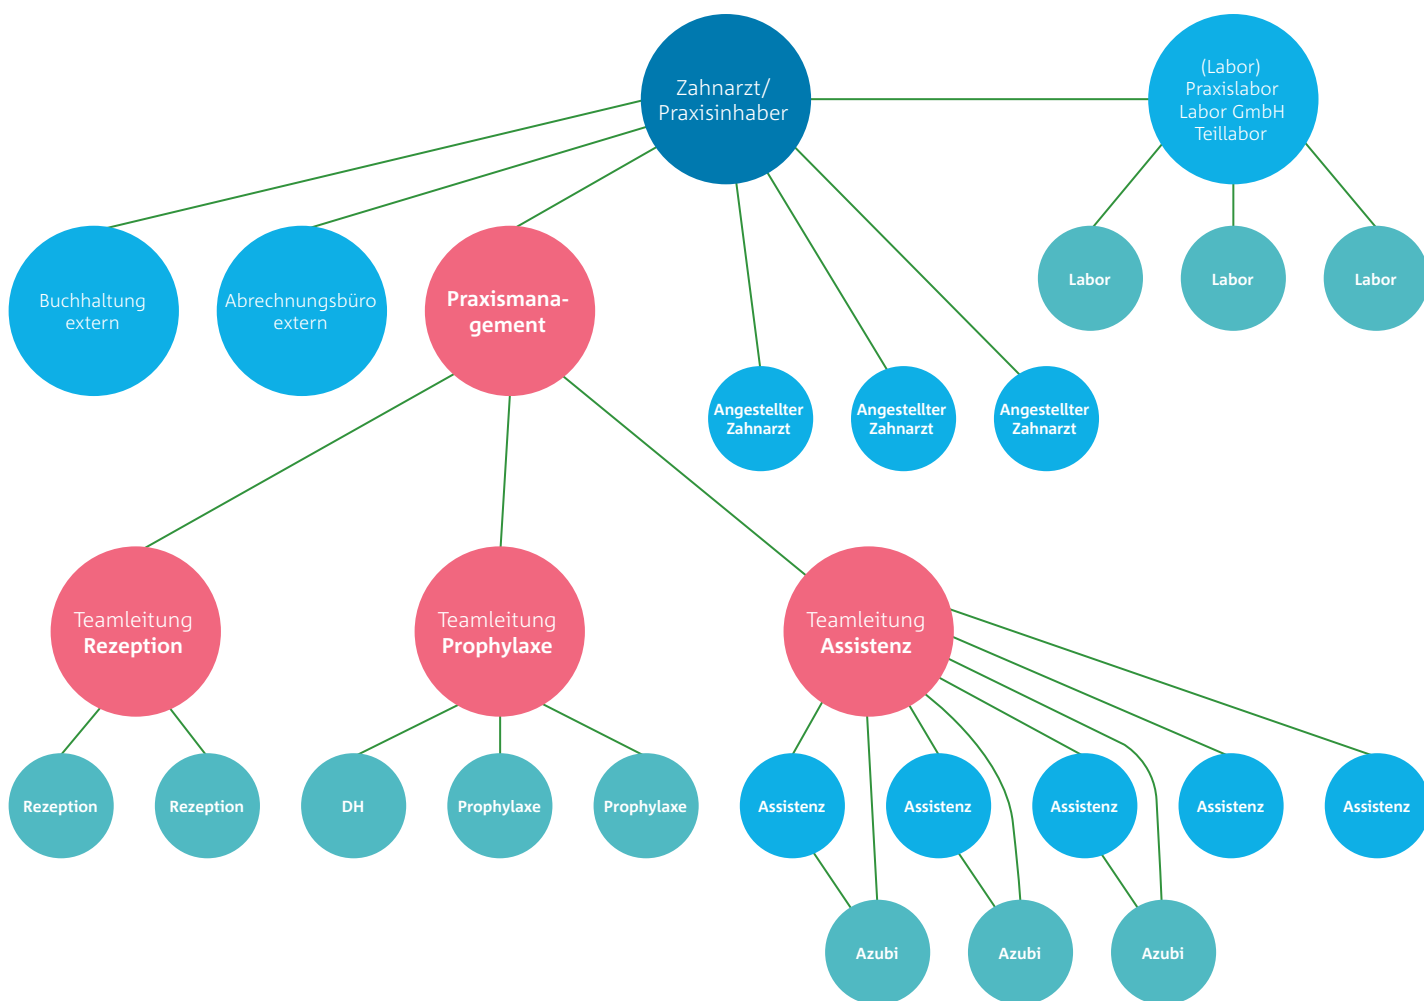 Zahnarzt/
Praxisinhaber
(Labor)
Praxislabor
Labor GmbH
Teillabor
Buchhaltung
extern
Abrechnungsbüro
extern
Praxismana-
gement
Labor
Labor
Labor
Angestellter
Zahnarzt
Angestellter
Zahnarzt
Angestellter
Zahnarzt
Teamleitung
Rezeption
Teamleitung
Prophylaxe
Teamleitung
Assistenz
Rezeption
Rezeption
DH
Prophylaxe
Prophylaxe
Assistenz
Assistenz
Assistenz
Assistenz
Assistenz
Azubi
Azubi
Azubi